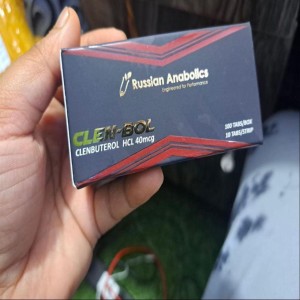 Russian Anabolics
Engineered for Performance
CLEN-BOL
CLENBUTEROL HCL 40mcg
100 TABS/BOX
10 TABS/STRIP